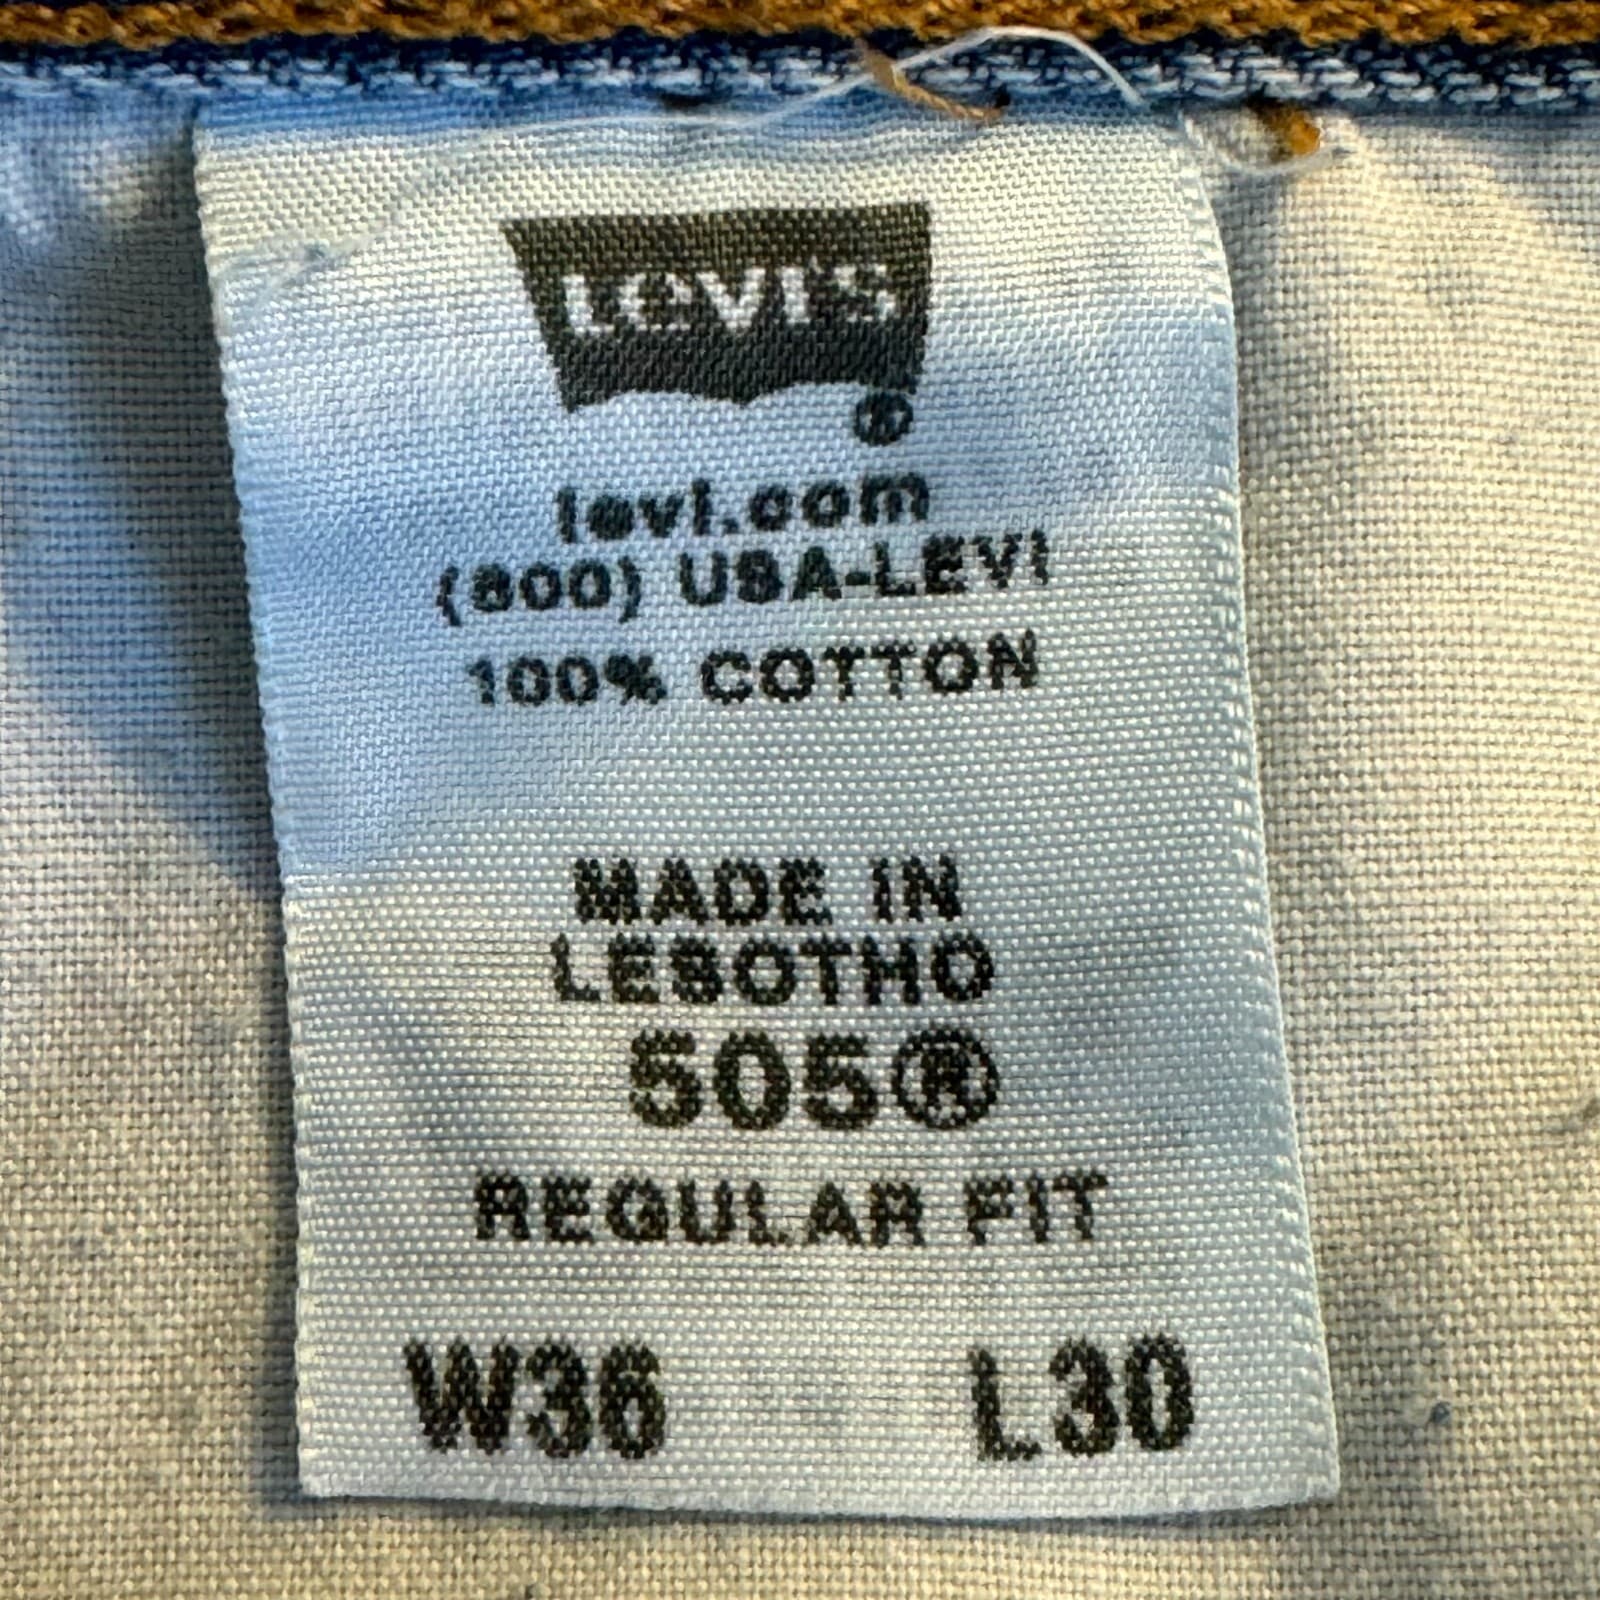 LEVI'S
®
levi.com
(800) USA-LEVI
100% COTTON
MADE IN
LESOTHO
505®
REGULAR FIT
W36 L30